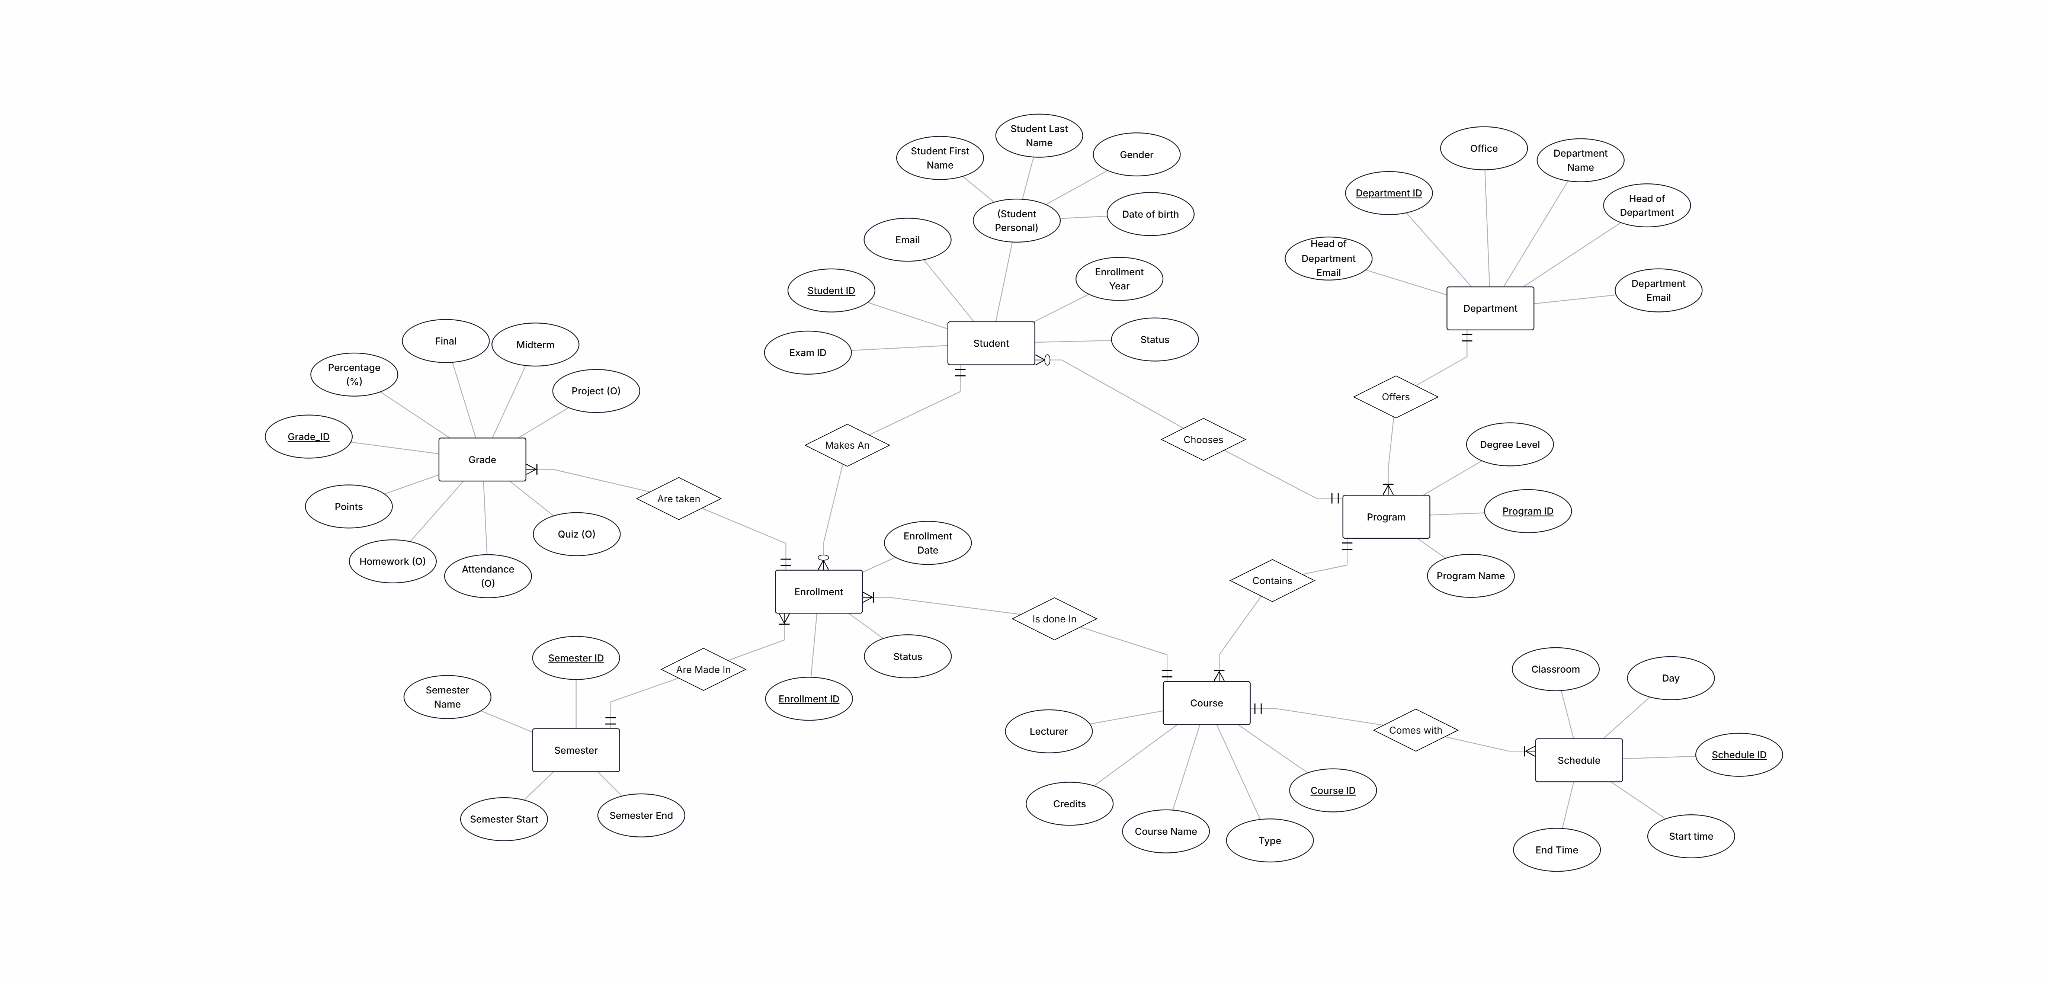 Student Last
Name
Student First
Name
Gender
(Student
Personal)
Date of birth
Email
Enrollment
Year
Student ID
Student
Status
Exam ID
Office
Department
Name
Department ID
Head of
Department
Head of
Department
Email
Department
Email
Department
Final
Midterm
Percentage
(%)
Project (O)
Grade_ID
Grade
Points
Quiz (O)
Homework (O)
Attendance
(O)
Are taken
Makes An
Chooses
Offers
Degree Level
Program
Program ID
Program Name
Enrollment
Date
Enrollment
Status
Enrollment ID
Is done In
Contains
Semester ID
Are Made In
Semester
Name
Semester
Semester Start
Semester End
Course
Lecturer
Credits
Course Name
Type
Course ID
Comes with
Classroom
Day
Schedule
Schedule ID
Start time
End Time